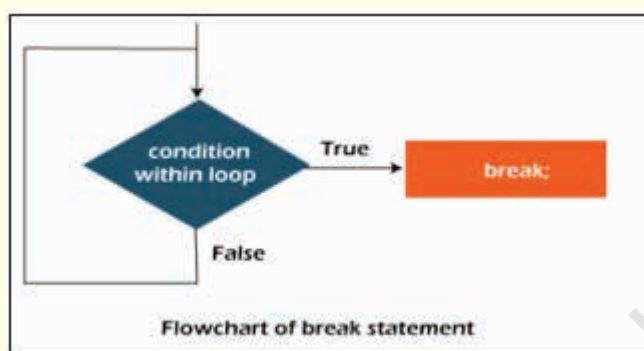 condition
within loop
True
break;
False
Flowchart of break statement